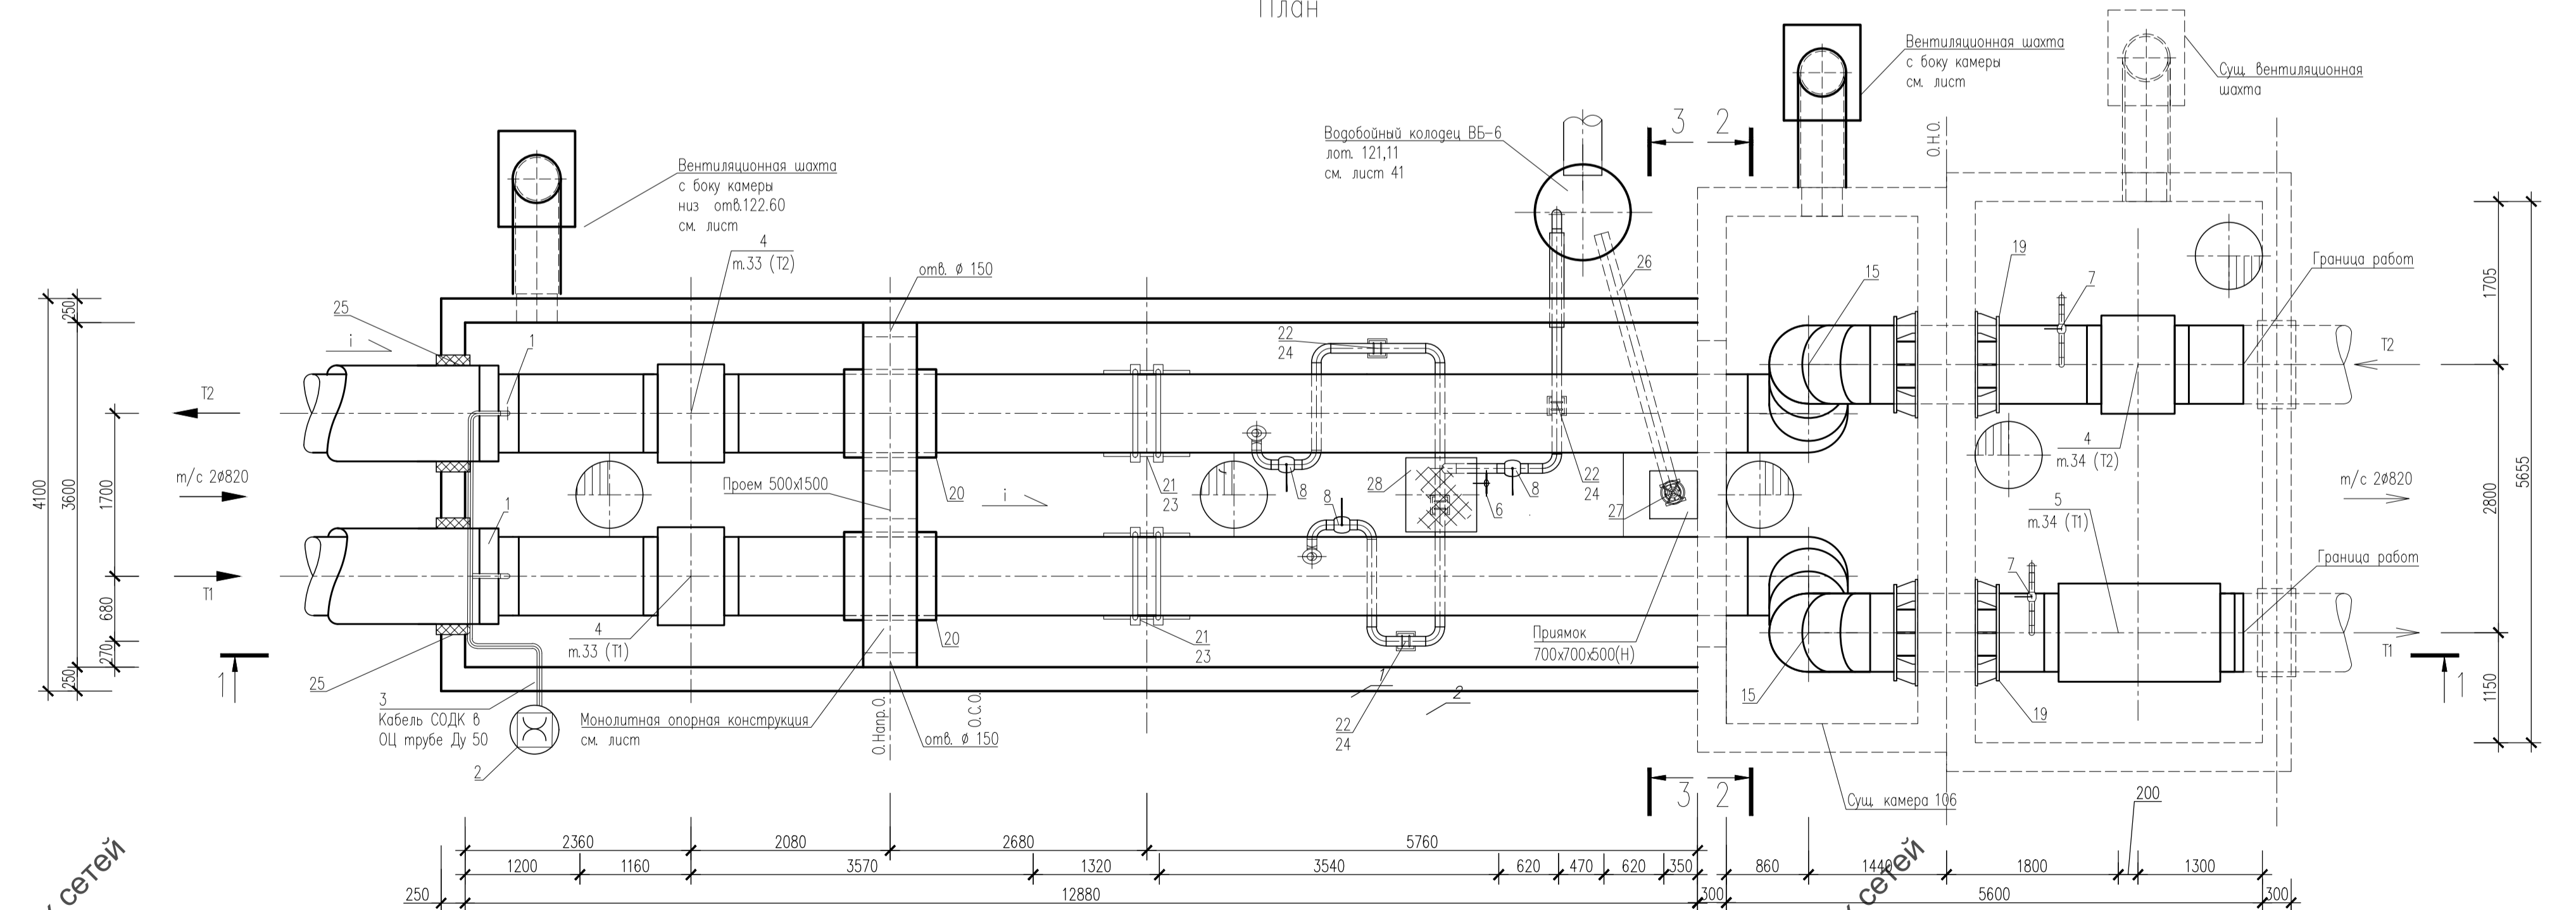 План
Вентиляционная шахта
с боку камеры
см. лист
Сущ. вентиляционная
шахта
Водобойный колодец ВБ-6
лот. 121,11
см. лист 41
3 2
О.Н.О.
Вентиляционная шахта
с боку камеры
низ отв.122.60
см. лист
4
т.33 (Т2)
отв. ϕ 150
26
15
19
7
Граница работ
1705
5655
250
25
i
1
22
24
Т2
Т2
4
т.34 (Т2)
т/с 2ϕ820
4100
3600
1700
Проем 500х1500
20
i
21
23
8
8
28
6
8
22
24
27
т/с 2ϕ820
2800
5
т.34 (Т1)
1
7
Граница работ
Т1
680
270
250
4
т.33 (Т1)
20
21
23
Приямок
700х700х500(Н)
Т1
1150
1
1
25
3
Кабель СОДК в
ОЦ трубе Ду 50
2
Монолитная опорная конструкция
см. лист
О.Напр.О.
О.С.О.
отв. ϕ 150
1
2
22
24
15
19
3 2
Сущ. камера 106
200
2360
2080
2680
5760
1200
1160
3570
1320
3540
620
470
620
350
860
1440
1800
1300
250
12880
300
5600
300
сетей
сетей